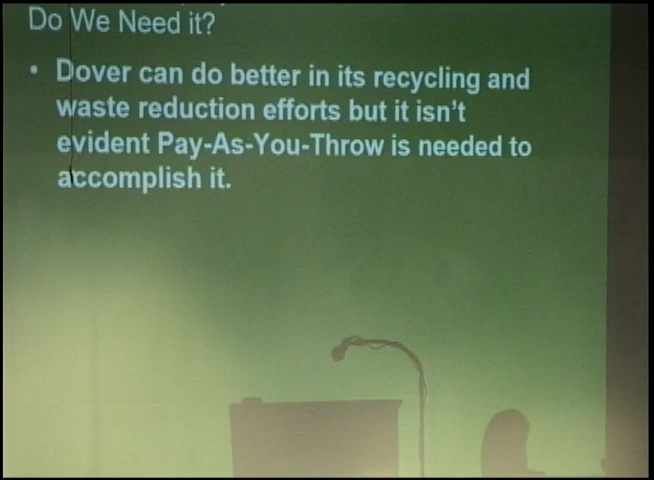 Do We Need it?
• Dover can do better in its recycling and
waste reduction efforts but it isn't
evident Pay-As-You-Throw is needed to
accomplish it.